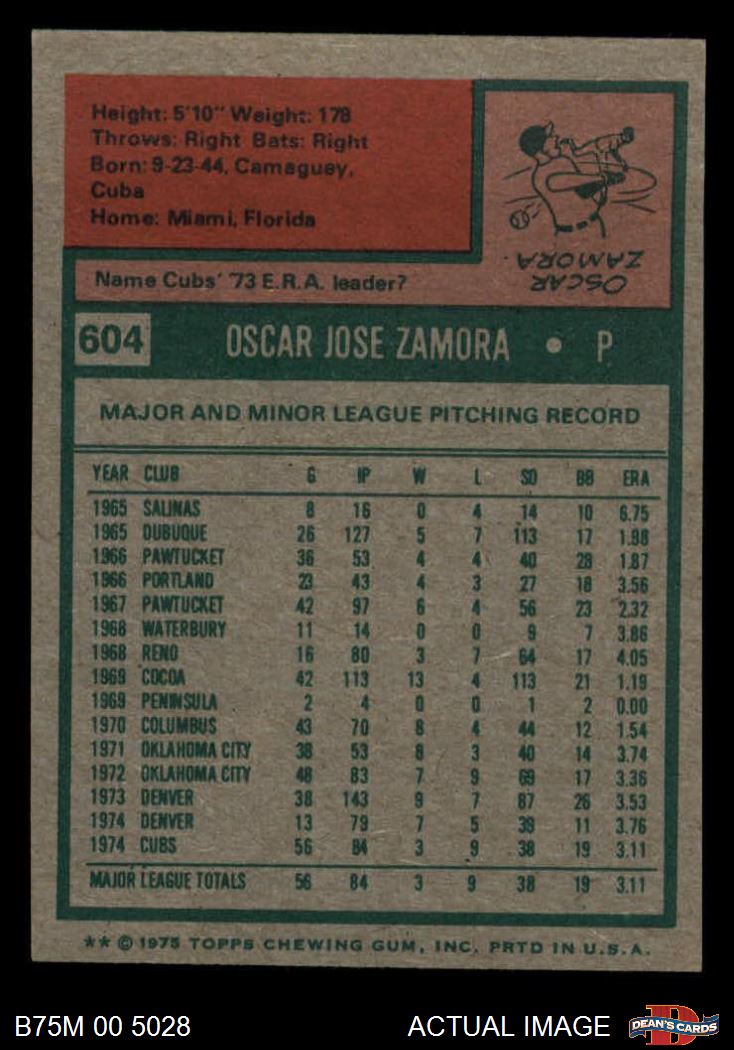 Height: 5'10" Weight: 178
Throws: Right Bats: Right
Born: 9-23-44, Camaguey,
Cuba
Home: Miami, Florida
Name Cubs' '73 E.R.A. leader?
OSCAR
ZAMORA.
604 OSCAR JOSE ZAMORA • P
MAJOR AND MINOR LEAGUE PITCHING RECORD
YEAR CLUB G IP W L SO BB ERA
1965 SALINAS 8 16 0 4 14 10 6.75
1965 DUBUQUE 26 127 5 7 113 17 1.98
1966 PAWTUCKET 36 53 4 4 40 28 1.87
1966 PORTLAND 23 43 4 3 27 18 3.56
1967 PAWTUCKET 42 97 6 4 56 23 2.32
1968 WATERBURY 11 14 0 0 9 7 3.86
1968 RENO 16 80 3 7 64 17 4.05
1969 COCOA 42 113 13 4 113 21 1.19
1969 PENINSULA 2 4 0 0 1 2 0.00
1970 COLUMBUS 43 70 8 4 44 12 1.54
1971 OKLAHOMA CITY 38 53 8 3 40 14 3.74
1972 OKLAHOMA CITY 48 83 7 9 69 17 3.36
1973 DENVER 38 143 9 7 87 26 3.53
1974 DENVER 13 79 7 5 39 11 3.76
1974 CUBS 56 84 3 9 38 19 3.11
MAJOR LEAGUE TOTALS 56 84 3 9 38 19 3.11
** © 1975 TOPPS CHEWING GUM, INC. PRTD IN U.S.A.
B75M 00 5028 ACTUAL IMAGE DEAN'S CARDS